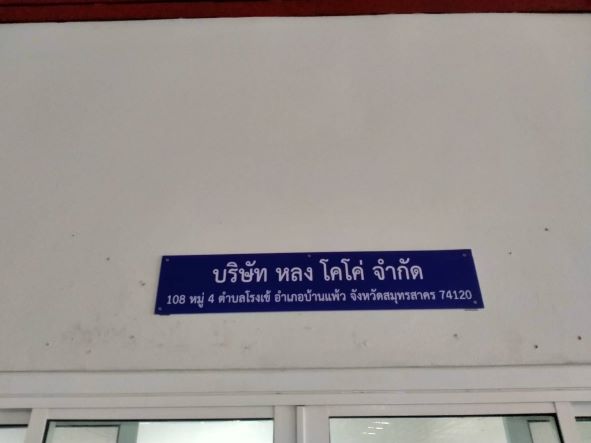 บริษัท หลง โคโค่ จำกัด
108 หมู่ 4 ตำบลโรงเข้ อำเภอบ้านแพ้ว จังหวัดสมุทรสาคร 74120